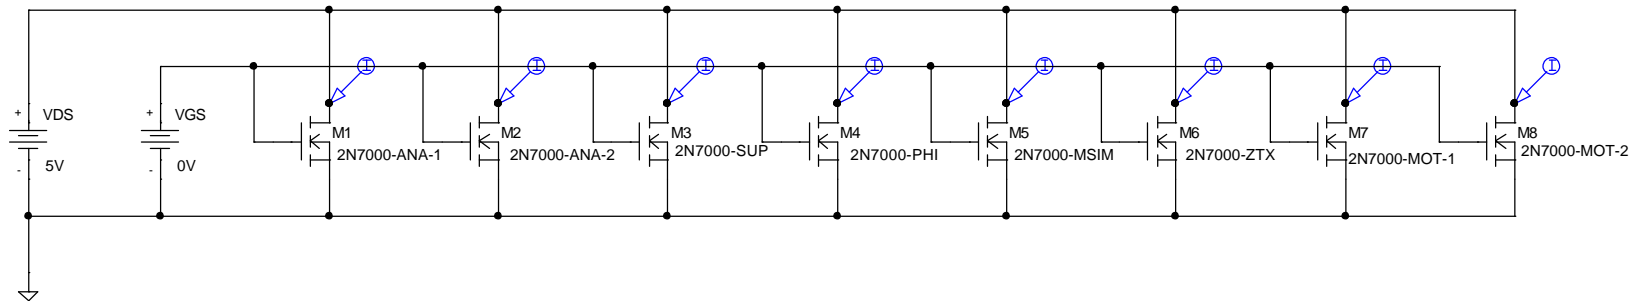 + VDS
- 5V
+ VGS
- 0V
M1
2N7000-ANA-1
I
M2
2N7000-ANA-2
I
M3
2N7000-SUP
I
M4
2N7000-PHI
I
M5
2N7000-MSIM
I
M6
2N7000-ZTX
I
M7
2N7000-MOT-1
I
M8
2N7000-MOT-2
I